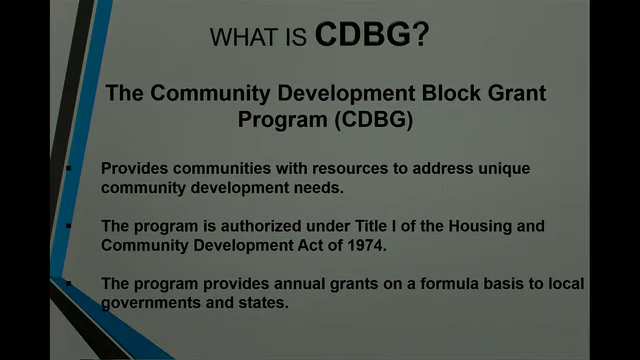 WHAT IS CDBG?
The Community Development Block Grant
Program (CDBG)
Provides communities with resources to address unique
community development needs.
The program is authorized under Title I of the Housing and
Community Development Act of 1974.
The program provides annual grants on a formula basis to local
governments and states.